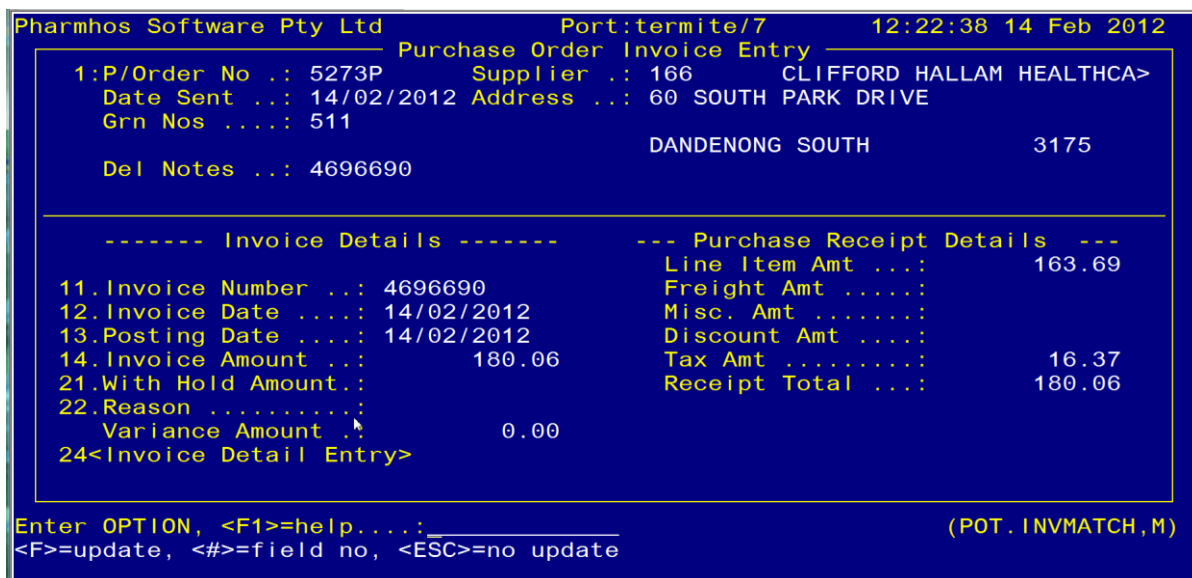 Pharmhos Software Pty Ltd Port:termite/7 12:22:38 14 Feb 2012
Purchase Order Invoice Entry
1:P/Order No .: 5273P Supplier .: 166 CLIFFORD HALLAM HEALTHCA>
Date Sent ..: 14/02/2012 Address ..: 60 SOUTH PARK DRIVE
Grn Nos ....: 511
DANDENONG SOUTH 3175
Del Notes ..: 4696690
------- Invoice Details ------- --- Purchase Receipt Details ---
Line Item Amt ...: 163.69
11.Invoice Number ..: 4696690 Freight Amt .....:
12.Invoice Date ....: 14/02/2012 Misc. Amt .......:
13.Posting Date ....: 14/02/2012 Discount Amt ....:
14.Invoice Amount ..: 180.06 Tax Amt .........: 16.37
21.With Hold Amount.: Receipt Total ...: 180.06
22.Reason ..........:
Variance Amount .: 0.00
24<Invoice Detail Entry>
Enter OPTION, <F1>=help....: (POT.INVMATCH,M)
<F>=update, <#>=field no, <ESC>=no update